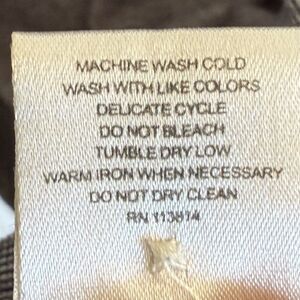 MACHINE WASH COLD
WASH WITH LIKE COLORS
DELICATE CYCLE
DO NOT BLEACH
TUMBLE DRY LOW
WARM IRON WHEN NECESSARY
DO NOT DRY CLEAN
RN 113814